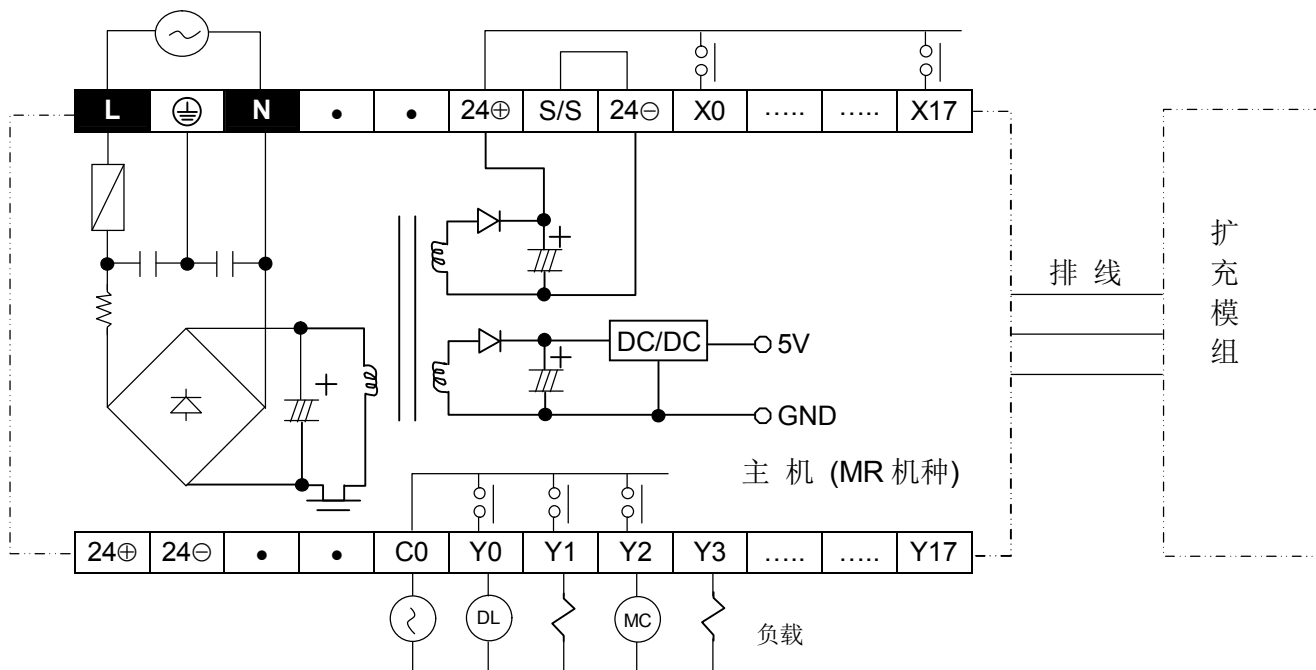 L N • • 24⊕ S/S 24⊖ X0 ..... ..... X17
+
+
+
DC/DC
5V
GND
排 线
扩
充
模
组
主 机 (MR 机种)
24⊕ 24⊖ • • C0 Y0 Y1 Y2 Y3 ..... ..... Y17
DL
MC
负载